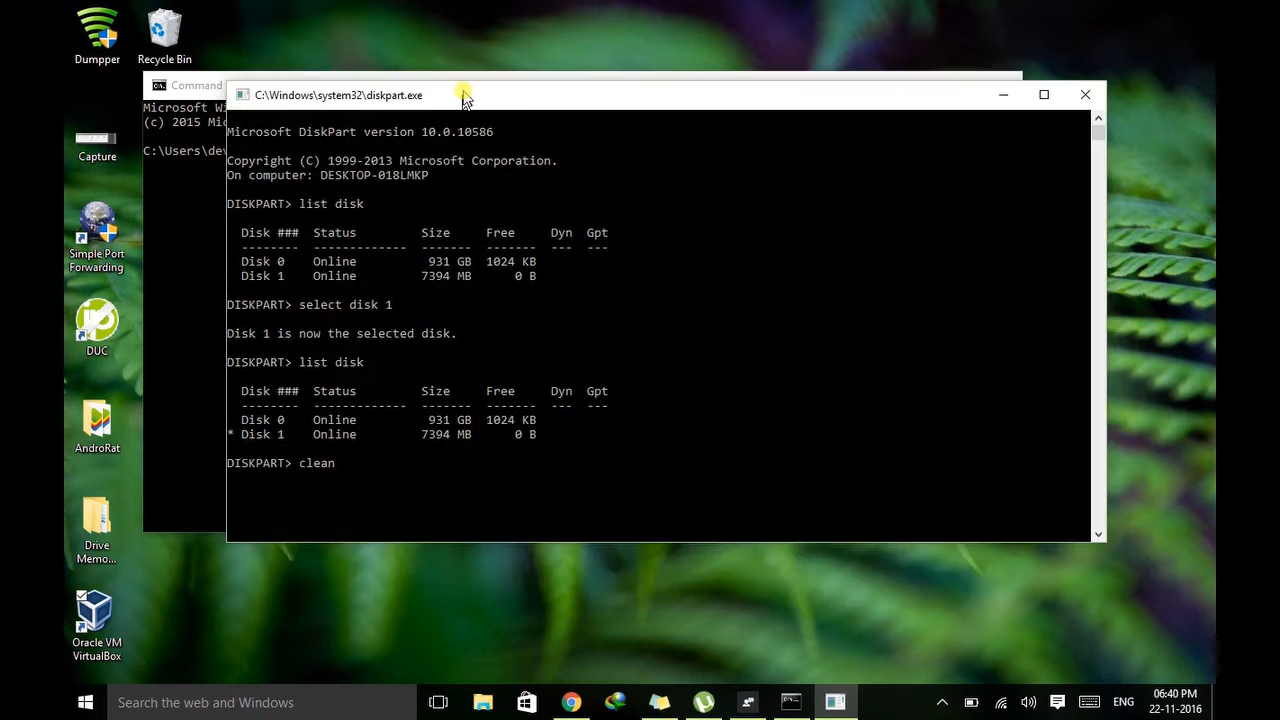 Dumpper
Recycle Bin
Capture
Simple Port
Forwarding
DUC
AndroRat
Drive
Memo...
Oracle VM
VirtualBox
Command
Microsoft Wi
(c) 2015 Mic
C:\Users\de
C:\Windows\system32\diskpart.exe
Microsoft DiskPart version 10.0.10586
Copyright (C) 1999-2013 Microsoft Corporation.
On computer: DESKTOP-018LMKP
DISKPART> list disk
Disk ### Status Size Free Dyn Gpt
-------- ------------- ------- ------- --- ---
Disk 0 Online 931 GB 1024 KB
Disk 1 Online 7394 MB 0 B
DISKPART> select disk 1
Disk 1 is now the selected disk.
DISKPART> list disk
Disk ### Status Size Free Dyn Gpt
-------- ------------- ------- ------- --- ---
Disk 0 Online 931 GB 1024 KB
* Disk 1 Online 7394 MB 0 B
DISKPART> clean
Search the web and Windows
ENG
06:40 PM
22-11-2016